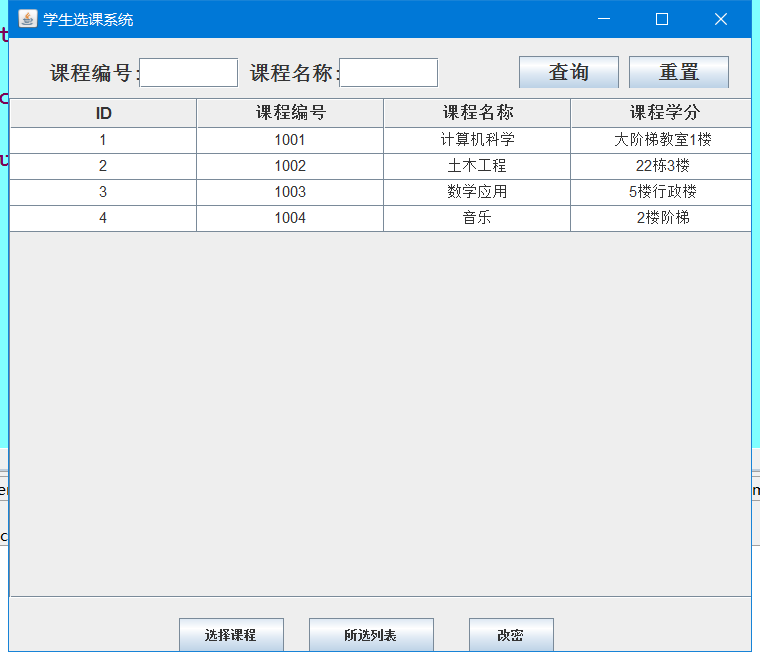 学生选课系统
课程编号: 课程名称: 查询 重置
ID 课程编号 课程名称 课程学分
1 1001 计算机科学 大阶梯教室1楼
2 1002 土木工程 22栋3楼
3 1003 数学应用 5楼行政楼
4 1004 音乐 2楼阶梯
选择课程 所选列表 改密